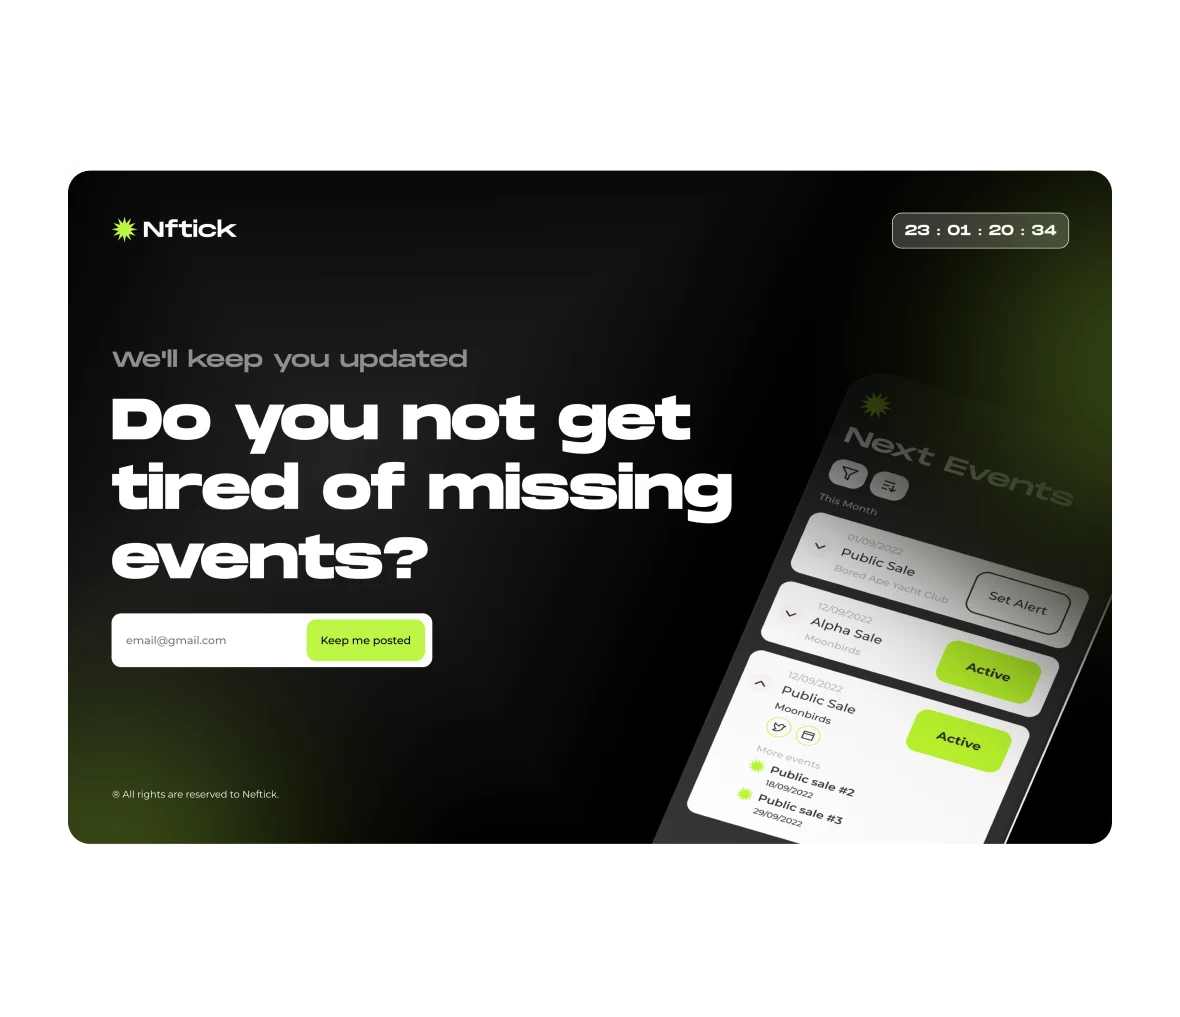 Nftick
23 : 01 : 20 : 34
We'll keep you updated
Do you not get
tired of missing
events?
email@gmail.com
Keep me posted
® All rights are reserved to Neftick.
Next Events
This Month
01/09/2022
Public Sale
Bored Ape Yacht Club
Set Alert
12/09/2022
Alpha Sale
Moonbirds
Active
12/09/2022
Public Sale
Moonbirds
Active
More events
Public sale #2
18/09/2022
Public sale #3
29/09/2022